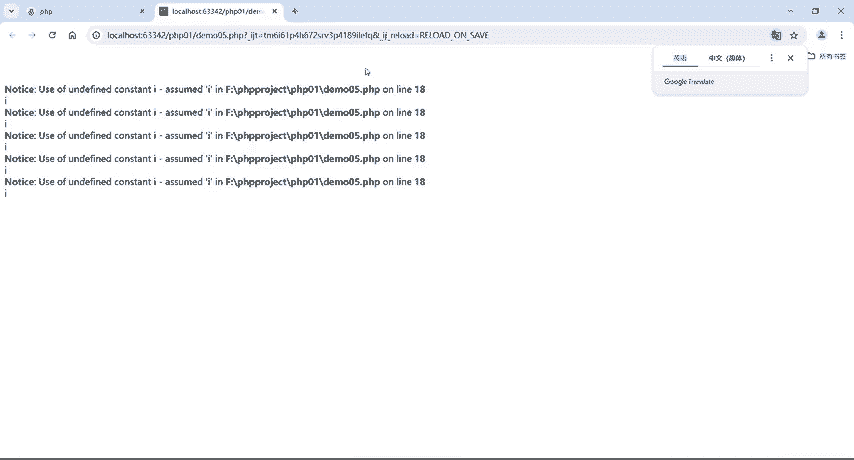 php
localhost:63342/php01/demo
localhost:63342/php01/demo05.php?_ijt=tm6i61p4h672srv3p4189ilefq&_ij_reload=RELOAD_ON_SAVE
英语 中文（简体）
所有书签
Google Translate
Notice: Use of undefined constant i - assumed 'i' in F:\phpproject\php01\demo05.php on line 18
i
Notice: Use of undefined constant i - assumed 'i' in F:\phpproject\php01\demo05.php on line 18
i
Notice: Use of undefined constant i - assumed 'i' in F:\phpproject\php01\demo05.php on line 18
i
Notice: Use of undefined constant i - assumed 'i' in F:\phpproject\php01\demo05.php on line 18
i
Notice: Use of undefined constant i - assumed 'i' in F:\phpproject\php01\demo05.php on line 18
i